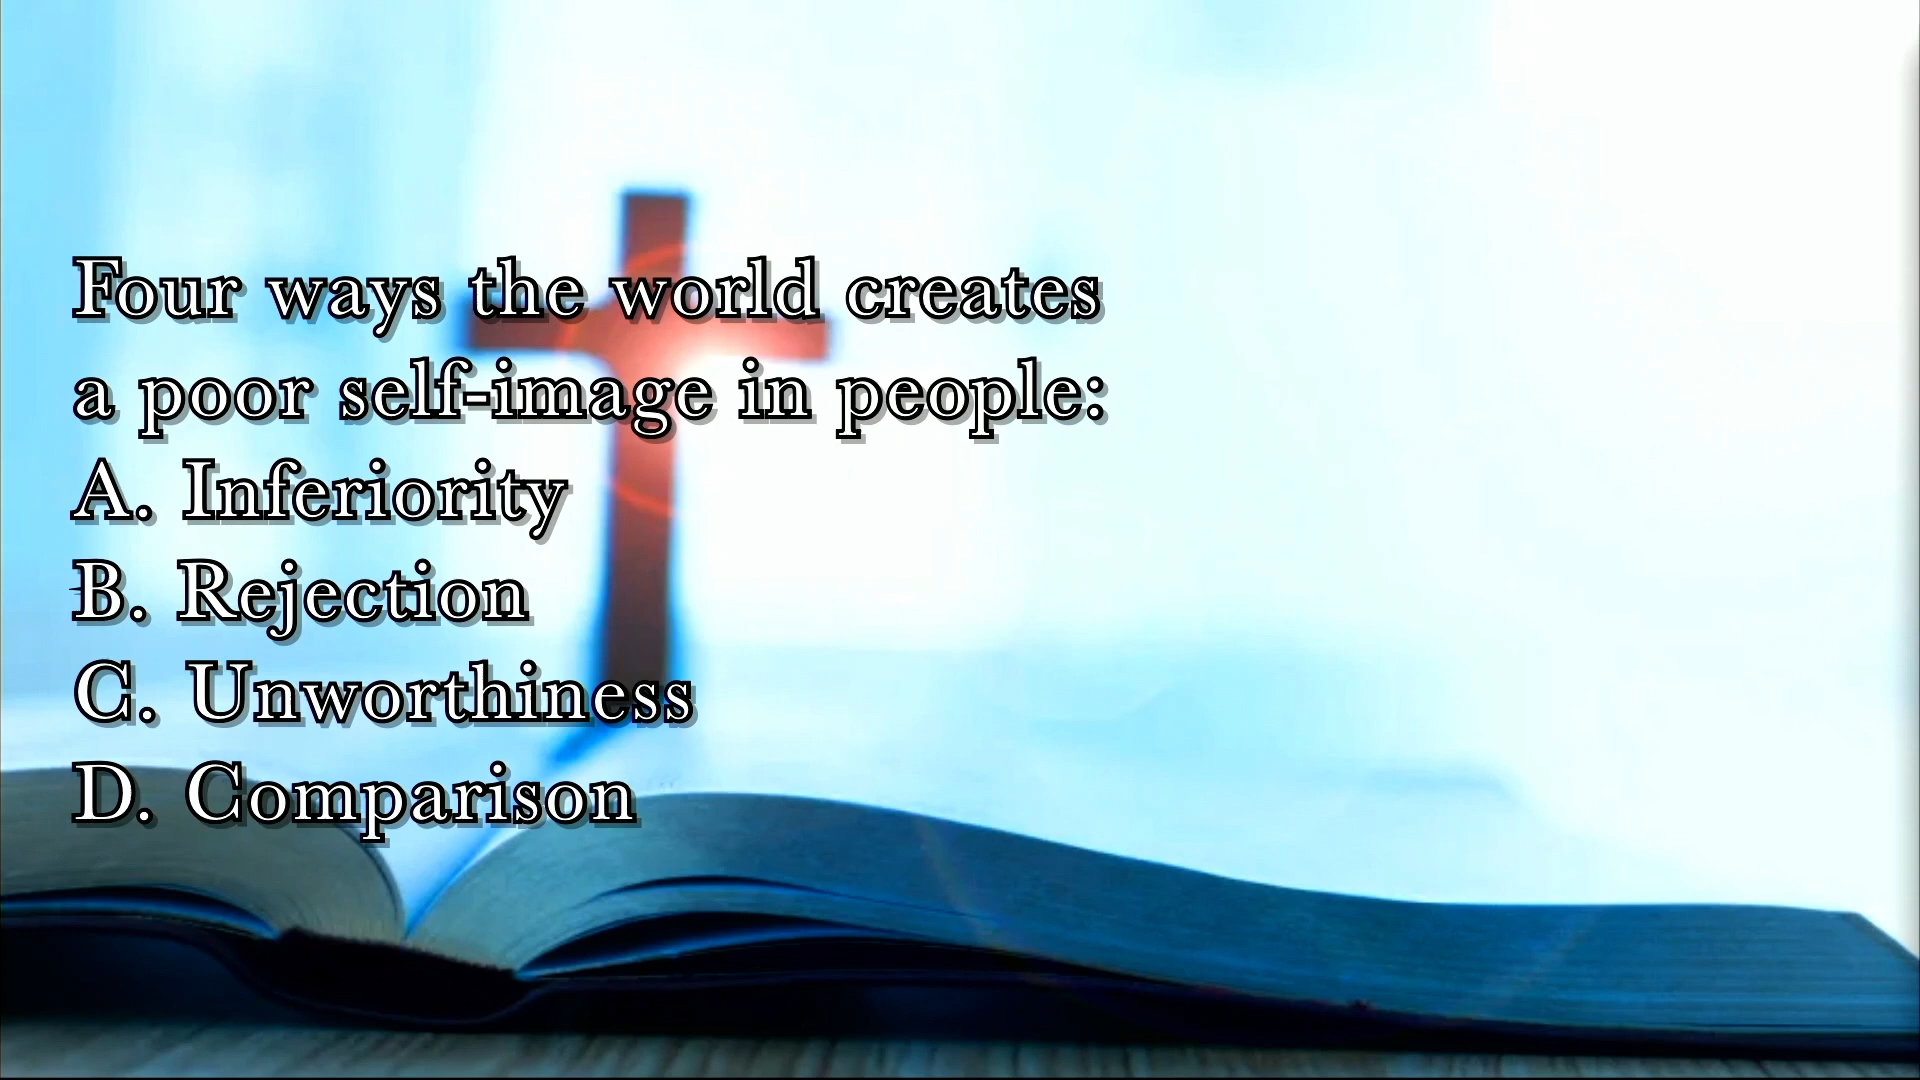 Four ways the world creates
a poor self-image in people:
A. Inferiority
B. Rejection
C. Unworthiness
D. Comparison